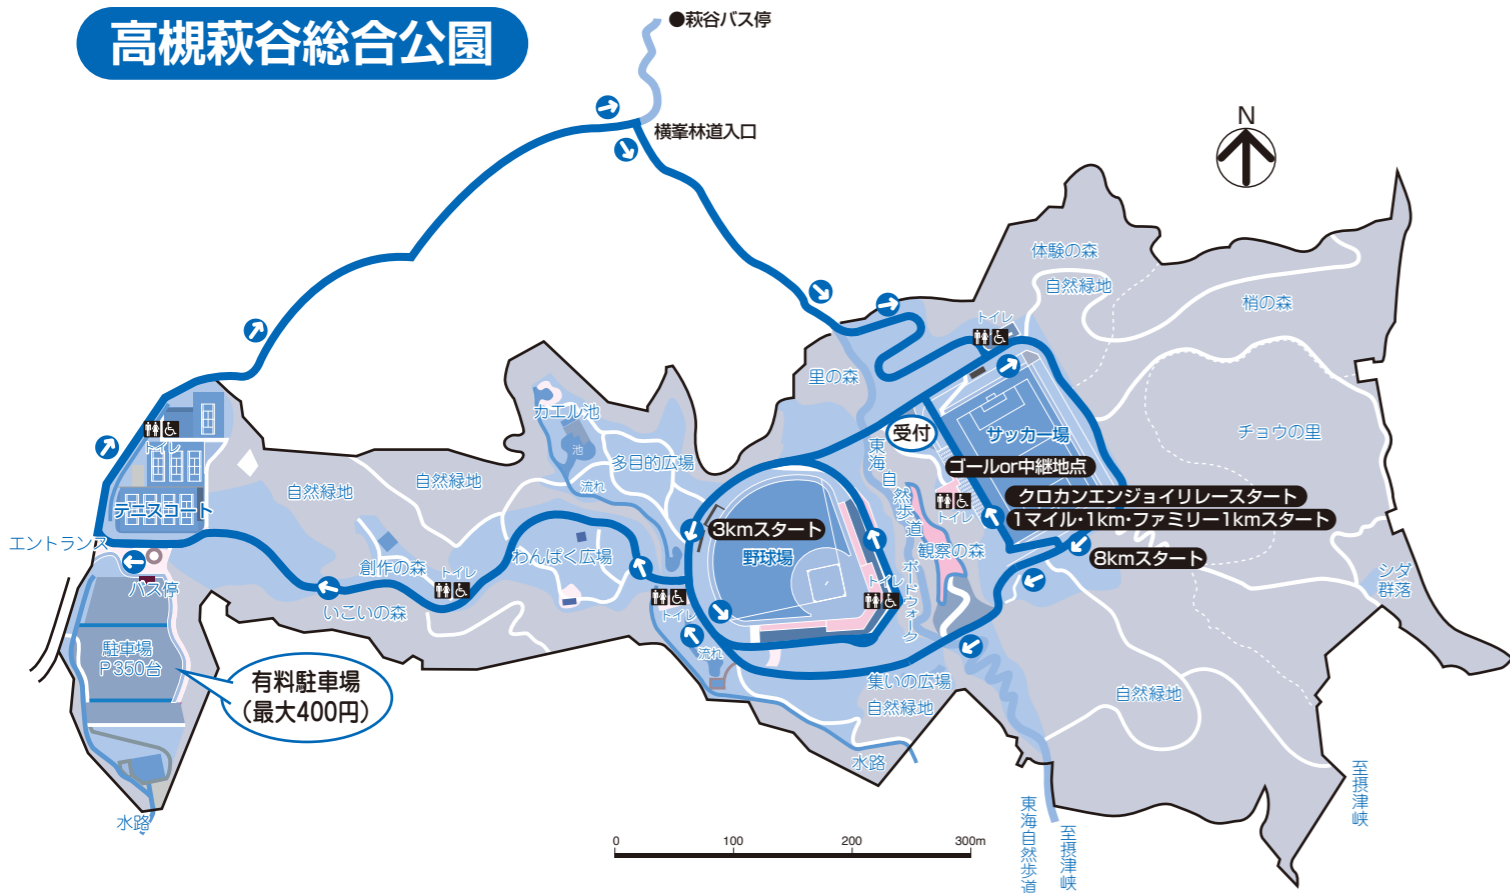 高槻萩谷総合公園
●萩谷バス停
横峯林道入口
N
体験の森
自然緑地
梢の森
トイレ
里の森
カエル池
池
多目的広場
流れ
受付
サッカー場
チョウの里
東海自然歩道
ゴールor中継地点
クロカンエンジョイリレースタート
1マイル・1km・ファミリー1kmスタート
8kmスタート
トイレ
トイレ
テニスコート
自然緑地
自然緑地
3kmスタート
野球場
観察の森
ボードウォーク
エントランス
バス停
創作の森
トイレ
わんぱく広場
トイレ
トイレ
いこいの森
シダ
群落
駐車場
P350台
有料駐車場
（最大400円）
流れ
集いの広場
自然緑地
自然緑地
水路
水路
至摂津峡
東海自然歩道
至摂津峡
0 100 200 300m